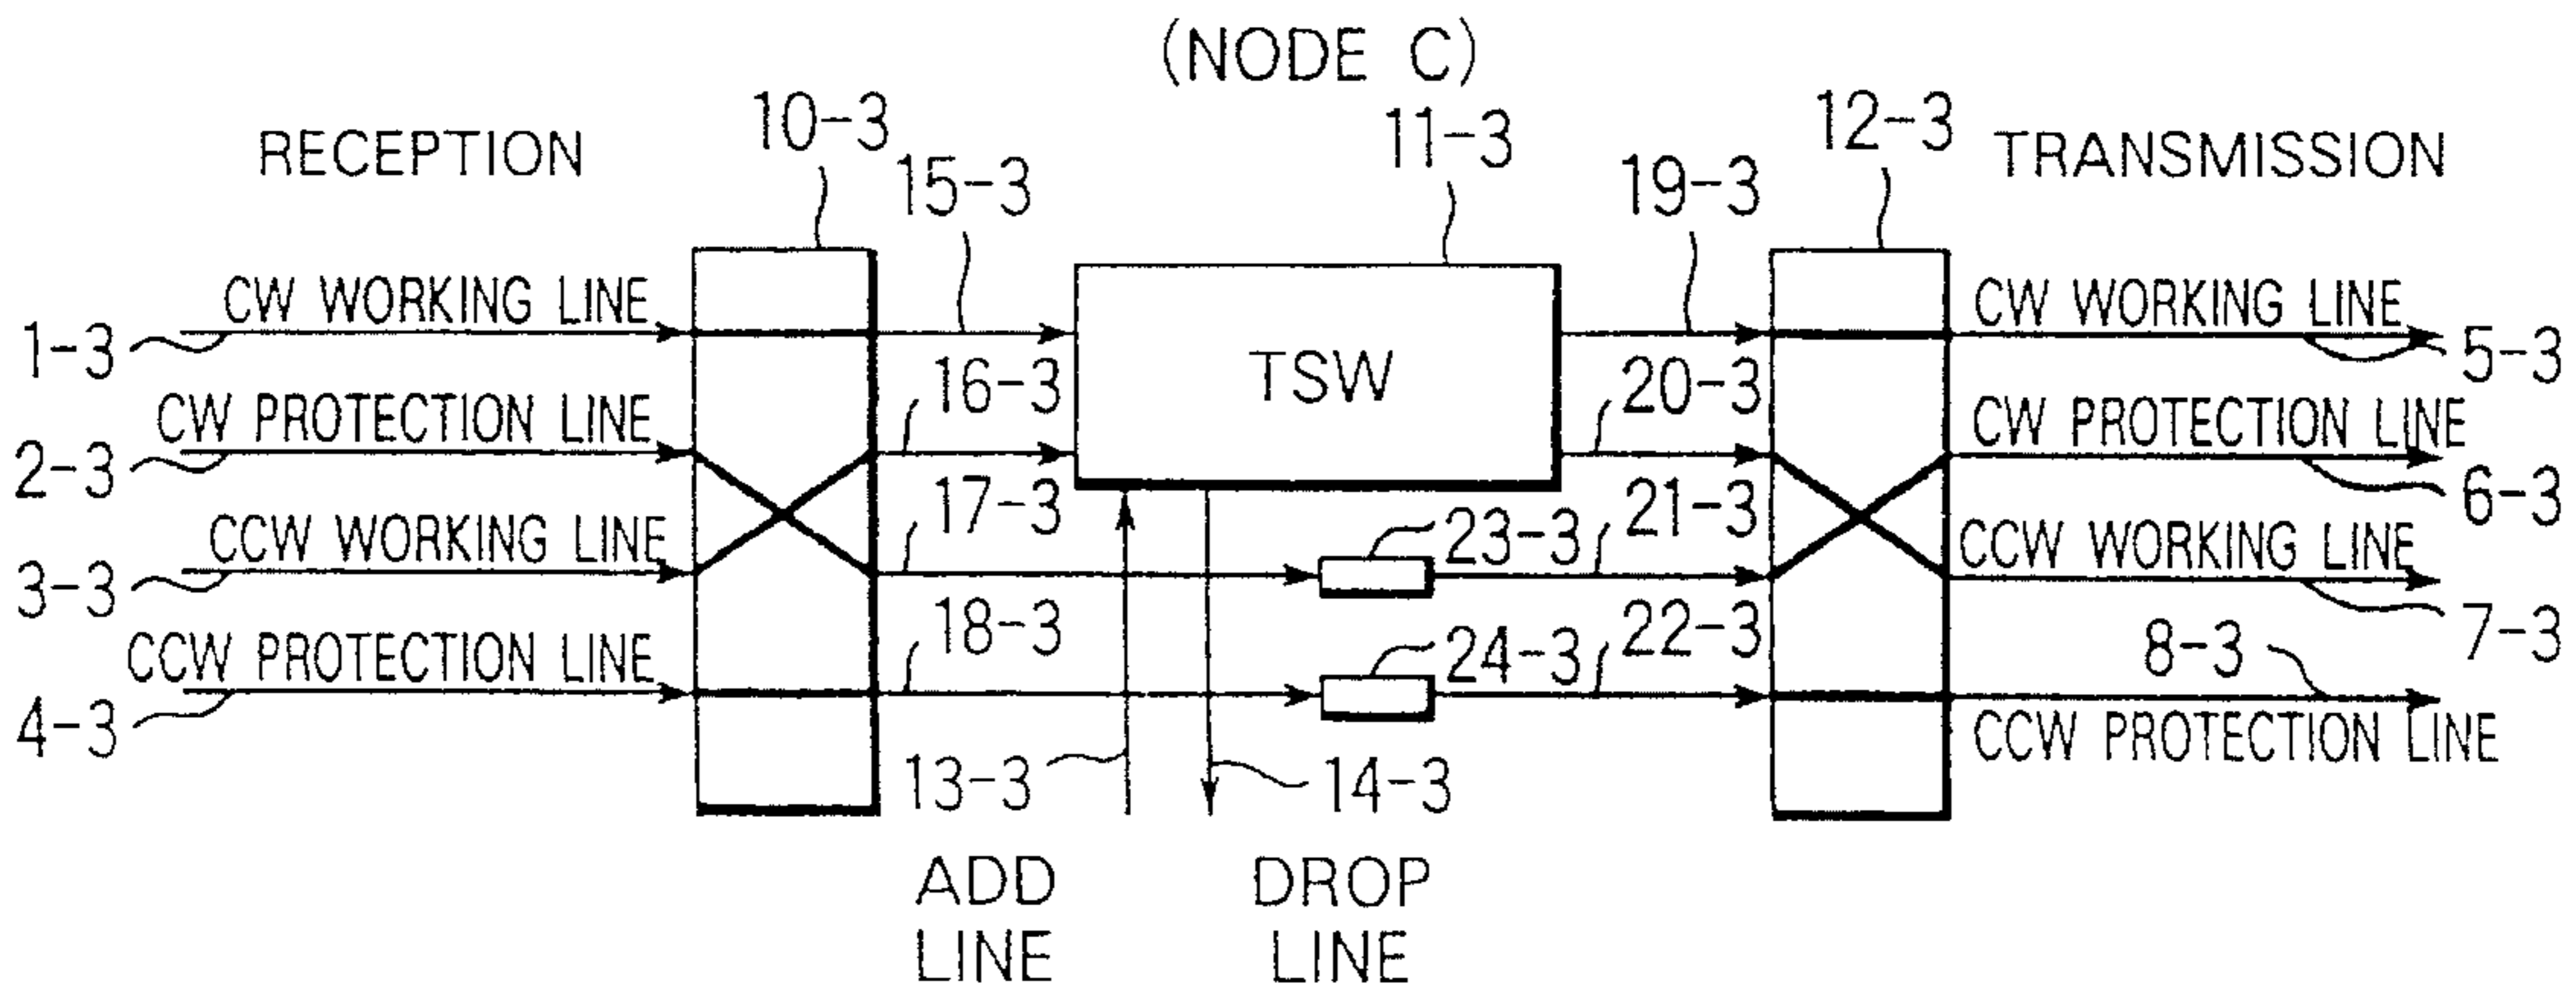 (NODE C)
RECEPTION
10-3
11-3
12-3
TRANSMISSION
15-3
19-3
CW WORKING LINE
CW WORKING LINE
1-3
TSW
5-3
16-3
20-3
CW PROTECTION LINE
CW PROTECTION LINE
2-3
17-3
21-3
6-3
CCW WORKING LINE
23-3
CCW WORKING LINE
3-3
18-3
22-3
7-3
CCW PROTECTION LINE
24-3
8-3
4-3
CCW PROTECTION LINE
13-3
14-3
ADD
LINE
DROP
LINE